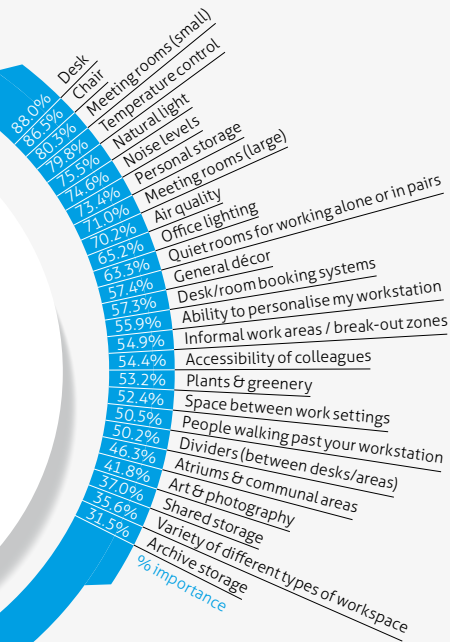 88.0% Desk
86.5% Chair
80.3% Meeting rooms (small)
79.8% Temperature control
75.5% Natural light
74.6% Noise levels
73.4% Personal storage
71.0% Meeting rooms (large)
70.2% Air quality
65.2% Office lighting
63.3% Quiet rooms for working alone or in pairs
57.4% General décor
57.3% Desk/room booking systems
55.9% Ability to personalise my workstation
54.9% Informal work areas / break-out zones
54.4% Accessibility of colleagues
53.2% Plants & greenery
52.4% Space between work settings
50.5% People walking past your workstation
50.2% Dividers (between desks/areas)
46.3% Atriums & communal areas
41.8% Art & photography
37.0% Shared storage
35.6% Variety of different types of workspace
31.5% Archive storage
% importance